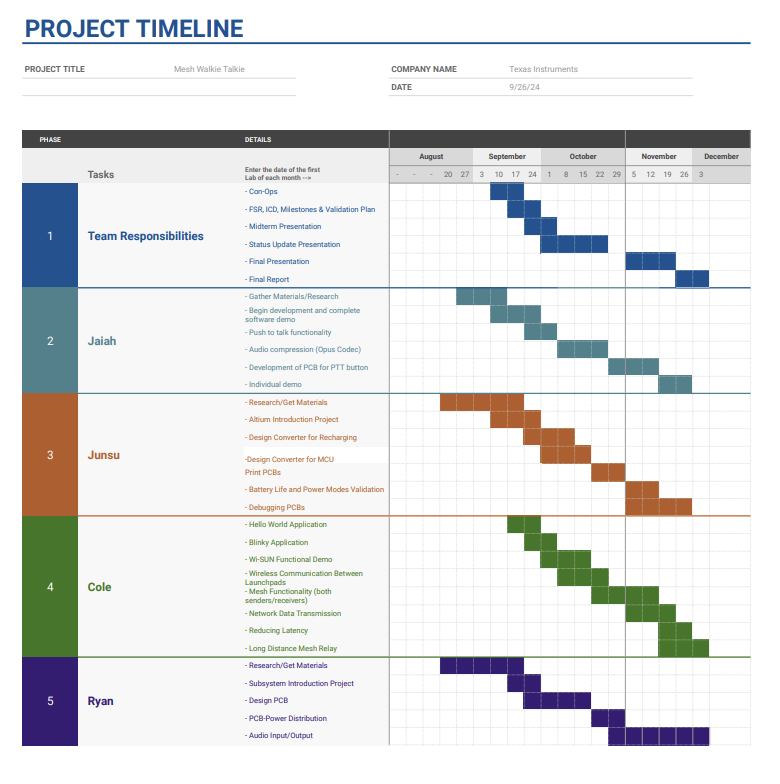 PROJECT TIMELINE
PROJECT TITLE Mesh Walkie Talkie COMPANY NAME Texas Instruments
DATE 9/26/24
PHASE DETAILS
August September October November December
Tasks Enter the date of the first
Lab of each month --> - - - 20 27 3 10 17 24 1 8 15 22 29 5 12 19 26 3
1 Team Responsibilities
- Con-Ops
- FSR, ICD, Milestones & Validation Plan
- Midterm Presentation
- Status Update Presentation
- Final Presentation
- Final Report
2 Jaiah
- Gather Materials/Research
- Begin development and complete
software demo
- Push to talk functionality
- Audio compression (Opus Codec)
- Development of PCB for PTT button
- Individual demo
3 Junsu
- Research/Get Materials
- Altium Introduction Project
- Design Converter for Recharging
-Design Converter for MCU
Print PCBs
- Battery Life and Power Modes Validation
- Debugging PCBs
4 Cole
- Hello World Application
- Blinky Application
- Wi-SUN Functional Demo
- Wireless Communication Between
Launchpads
- Mesh Functionality (both
senders/receivers)
- Network Data Transmission
- Reducing Latency
- Long Distance Mesh Relay
5 Ryan
- Research/Get Materials
- Subsystem Introduction Project
- Design PCB
- PCB-Power Distribution
- Audio Input/Output